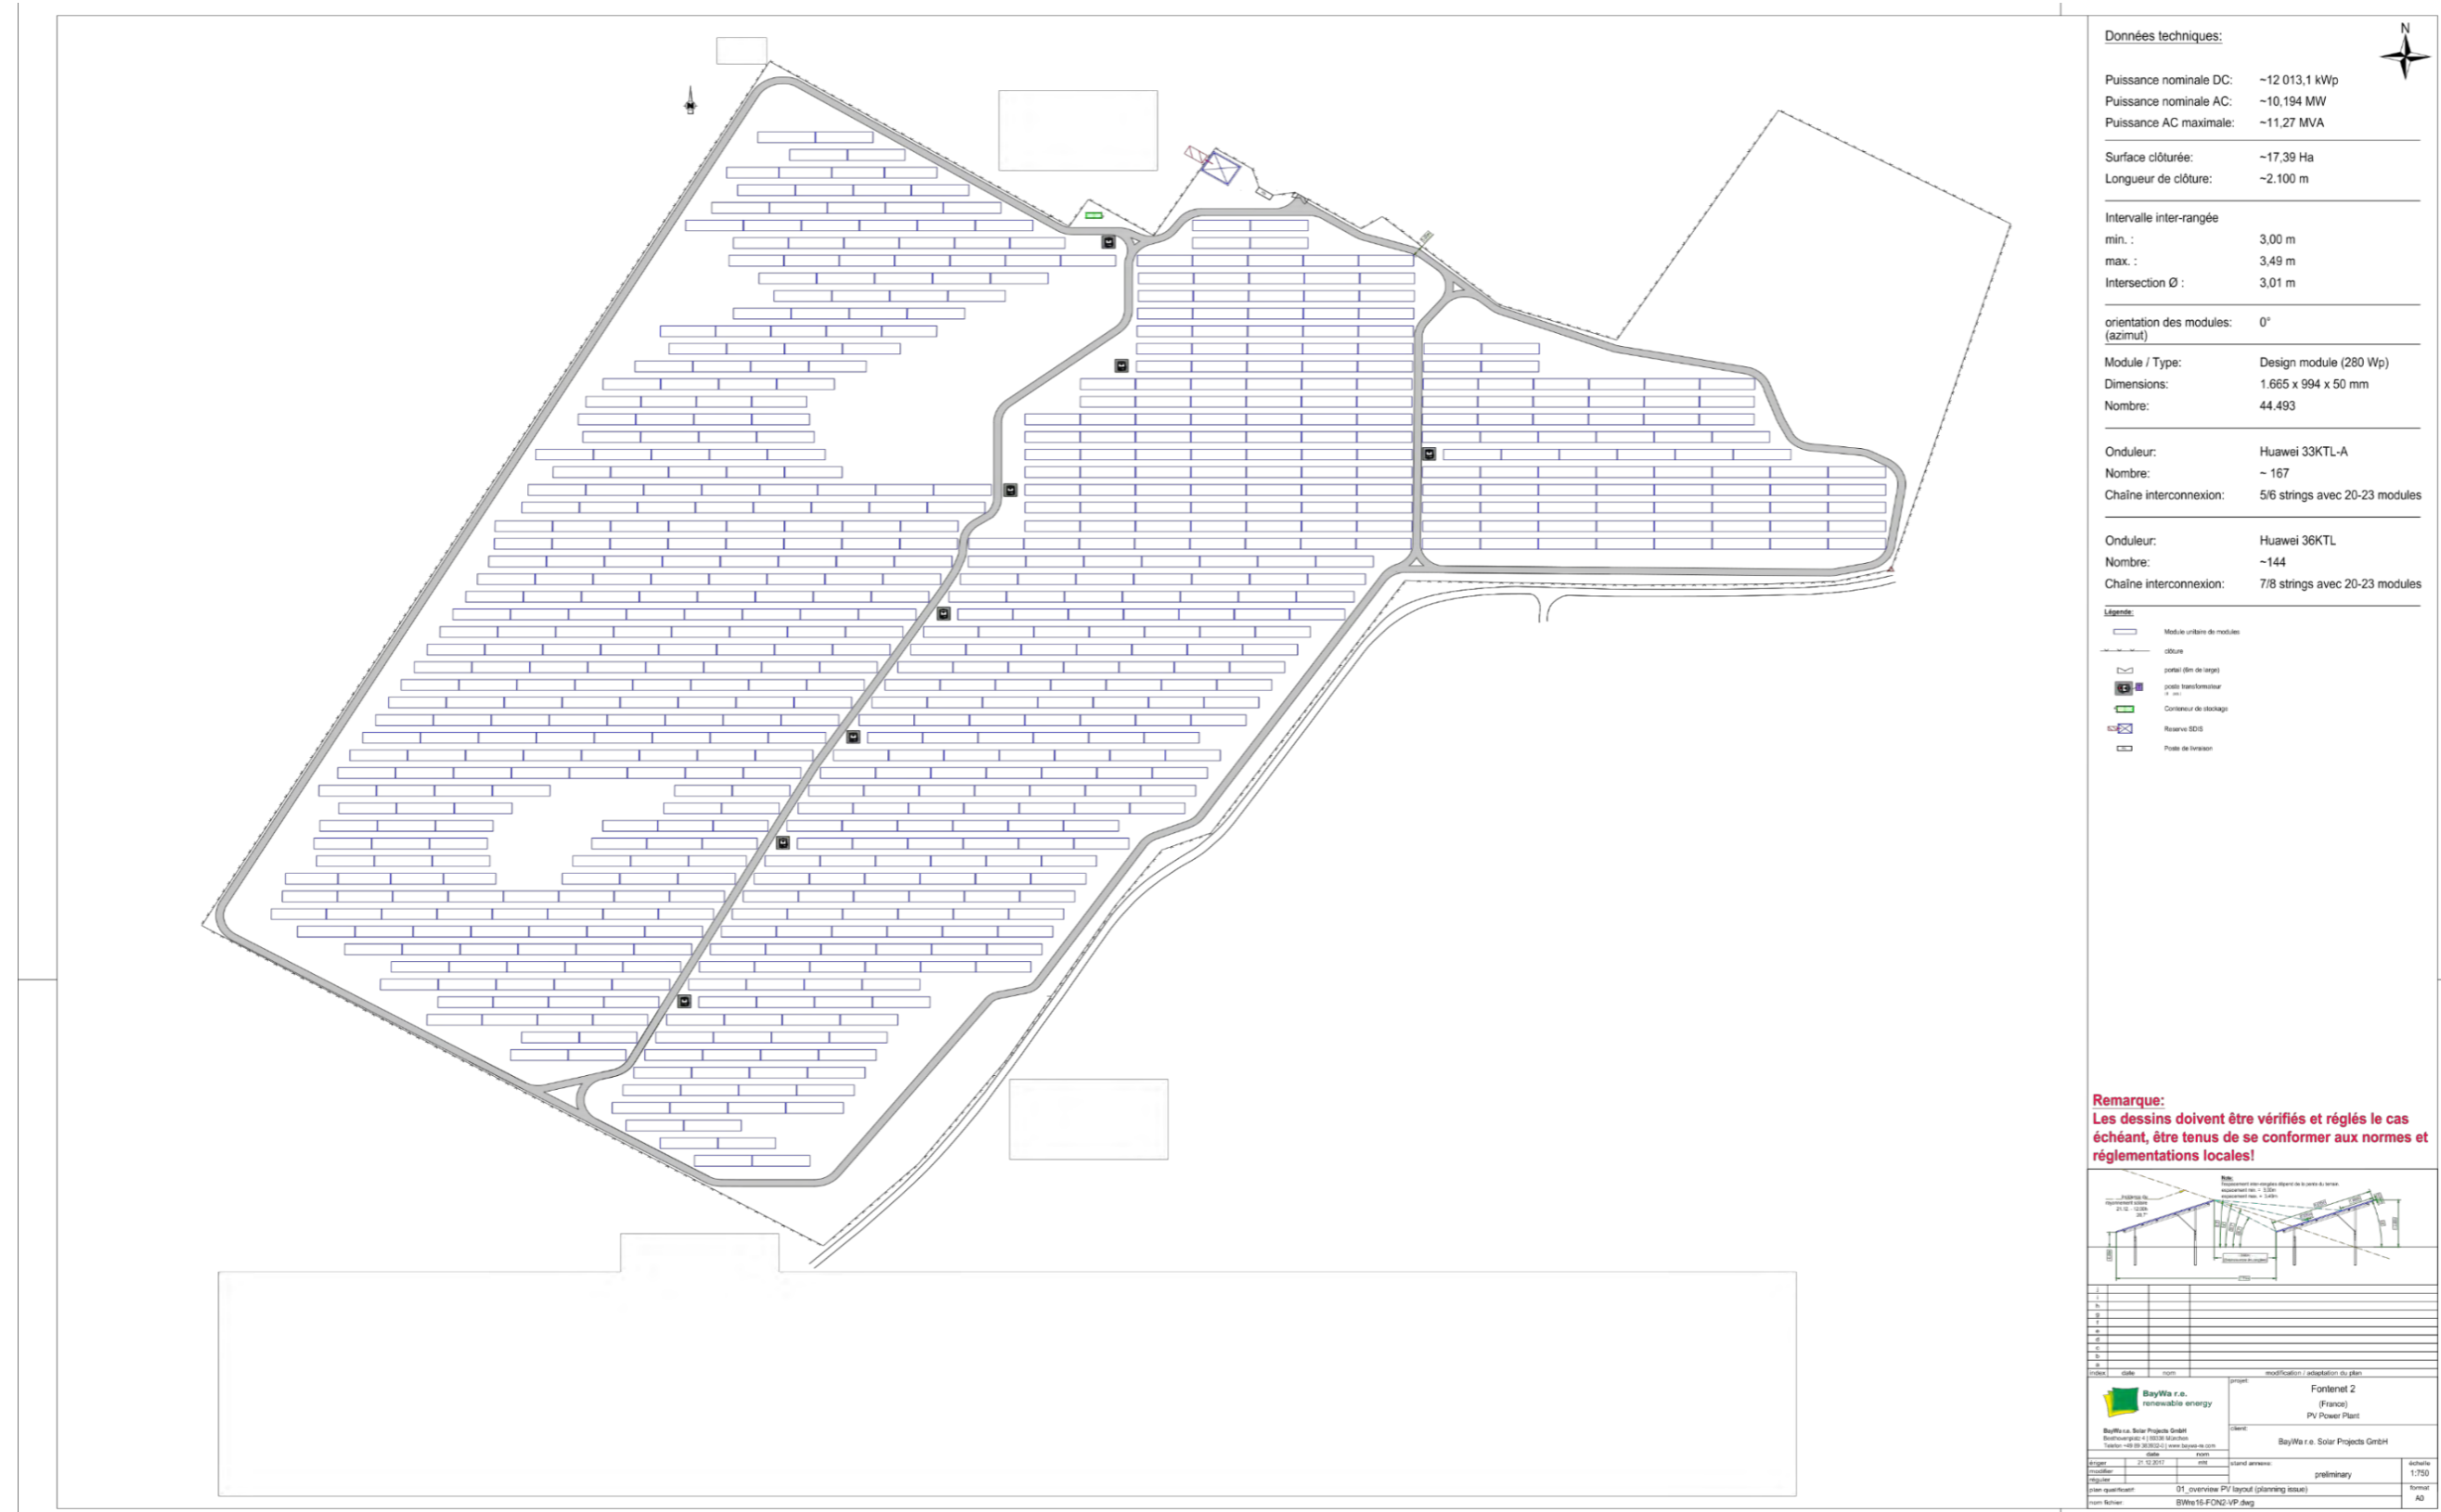 N
Données techniques:
Puissance nominale DC: ~12 013,1 kWp
Puissance nominale AC: ~10,194 MW
Puissance AC maximale: ~11,27 MVA
Surface clôturée: ~17,39 Ha
Longueur de clôture: ~2.100 m
Intervalle inter-rangée
min. : 3,00 m
max. : 3,49 m
Intersection Ø : 3,01 m
orientation des modules: 0°
(azimut)
Module / Type: Design module (280 Wp)
Dimensions: 1.665 x 994 x 50 mm
Nombre: 44.493
Onduleur: Huawei 33KTL-A
Nombre: ~ 167
Chaîne interconnexion: 5/6 strings avec 20-23 modules
Onduleur: Huawei 36KTL
Nombre: ~144
Chaîne interconnexion: 7/8 strings avec 20-23 modules
Légende:
Module unitaire de modules
clôture
portail (6m de large)
poste transformateur
Conteneur de stockage
Reserve SDIS
Poste de livraison
Remarque:
Les dessins doivent être vérifiés et réglés le cas
échéant, être tenus de se conformer aux normes et
réglementations locales!
index date nom modification / adaptation du plan
BayWa r.e.
renewable energy
projet:
Fontenet 2
(France)
PV Power Plant
BayWa r.e. Solar Projects GmbH
client:
BayWa r.e. Solar Projects GmbH
date nom
21.12.2017
modifier
preliminary
échelle
1:750
plan qualificatif: 01_overview PV layout (planning issue)
format
A0
nom fichier: BWre16-FON2-VP.dwg